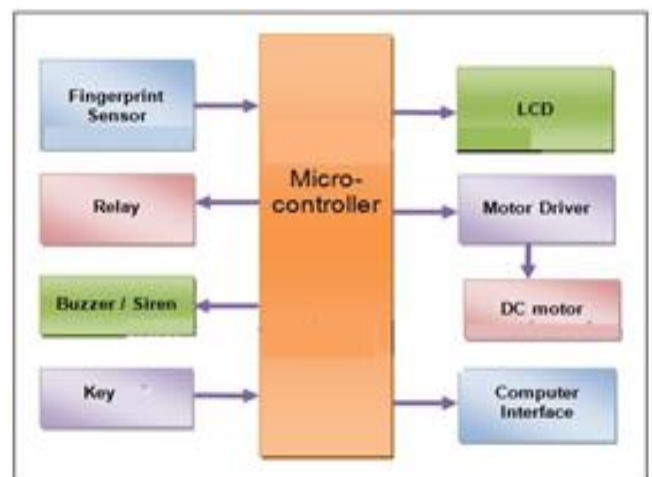 Fingerprint
Sensor
Relay
Buzzer / Siren
Key
Micro-
controller
LCD
Motor Driver
DC motor
Computer
Interface